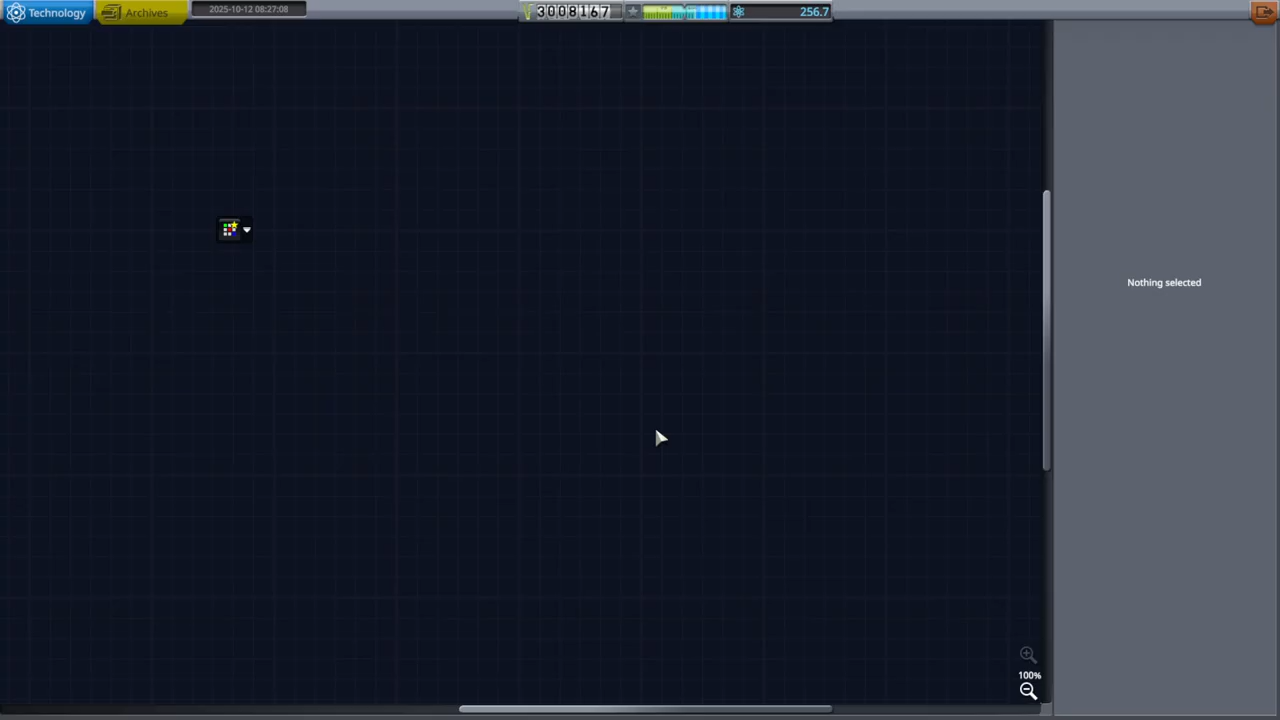 Technology
Archives
2025-10-12 08:27:08
3008167
256.7
Nothing selected
100%